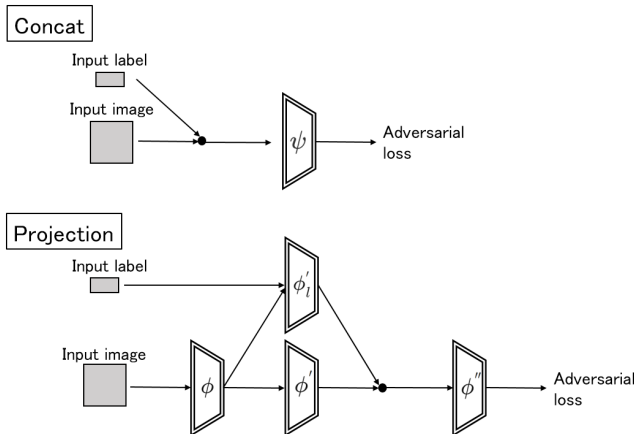 Concat
Input label
Input image
ψ
Adversarial
loss
Projection
Input label
ϕ'ₗ
Input image
ϕ
ϕ'
ϕ''
Adversarial
loss